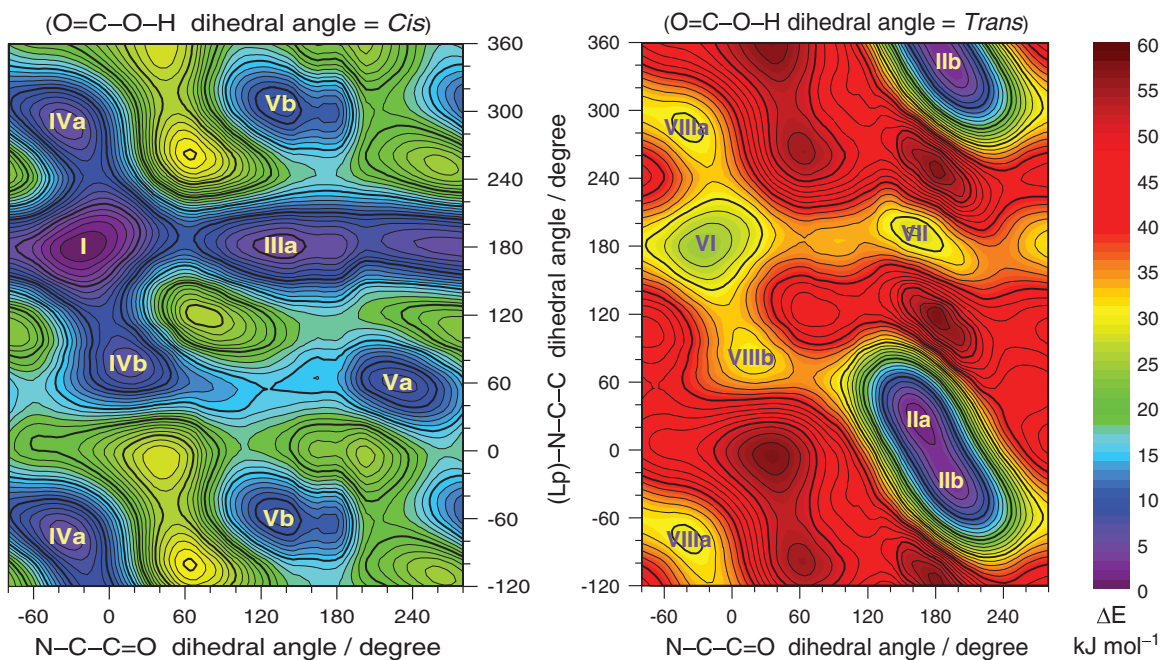 (O=C–O–H dihedral angle = Cis)
(O=C–O–H dihedral angle = Trans)
360
300
240
180
120
60
0
-60
-120
-60
0
60
120
180
240
N–C–C=O dihedral angle / degree
(Lp)–N–C–C dihedral angle / degree
IVa
Vb
I
IIIa
IVb
Va
IVa
Vb
360
300
240
180
120
60
0
-60
-120
-60
0
60
120
180
240
N–C–C=O dihedral angle / degree
IIb
VIIIa
VI
VII
VIIIb
IIa
IIb
VIIIa
60
55
50
45
40
35
30
25
20
15
10
5
0
ΔE
kJ mol⁻¹